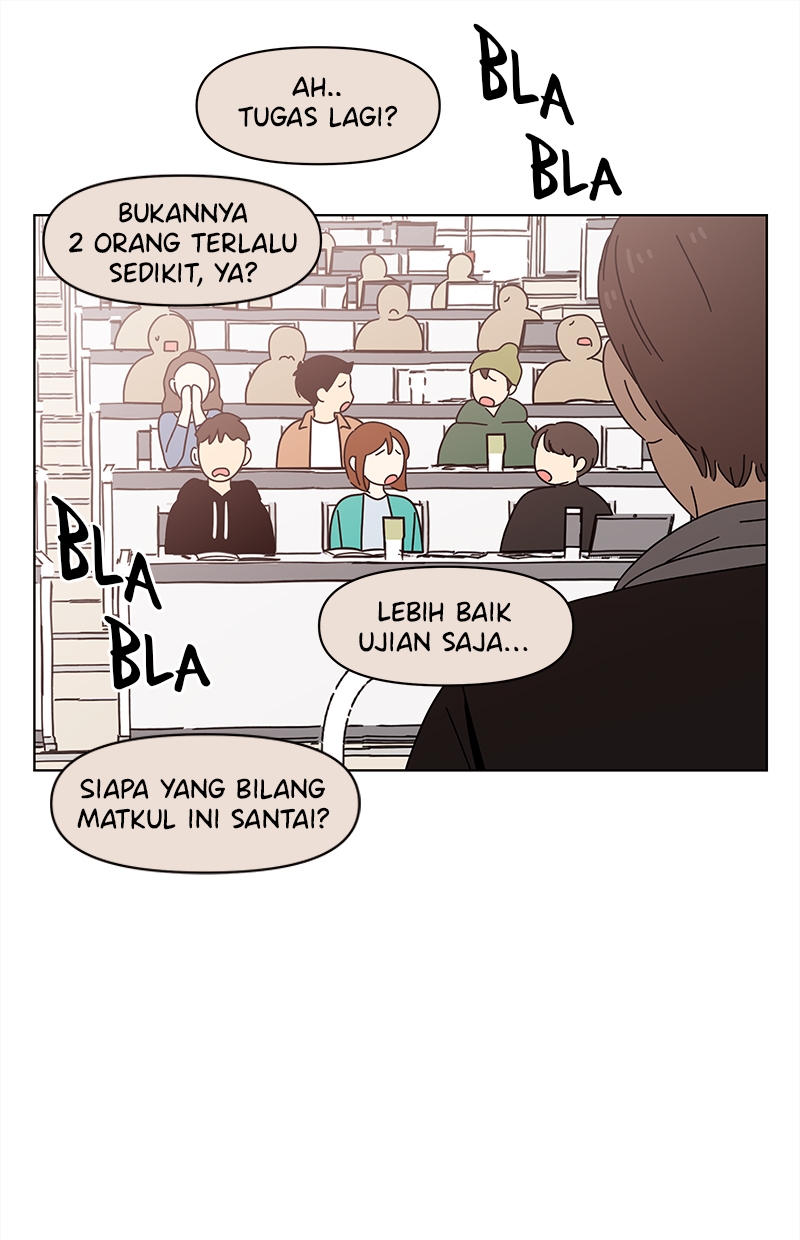 AH..
TUGAS LAGI?
BLA
BLA
BUKANNYA
2 ORANG TERLALU
SEDIKIT, YA?
BLA
BLA
LEBIH BAIK
UJIAN SAJA...
SIAPA YANG BILANG
MATKUL INI SANTAI?